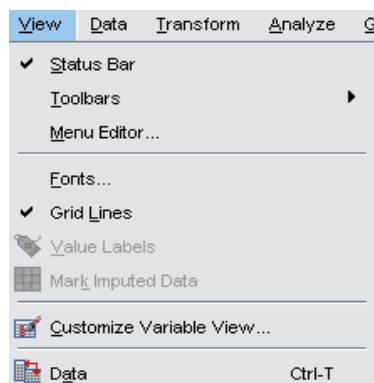 View Data Transform Analyze G
Status Bar
Toolbars
Menu Editor...
Fonts...
Grid Lines
Value Labels
Mark Imputed Data
Customize Variable View...
Data Ctrl-T